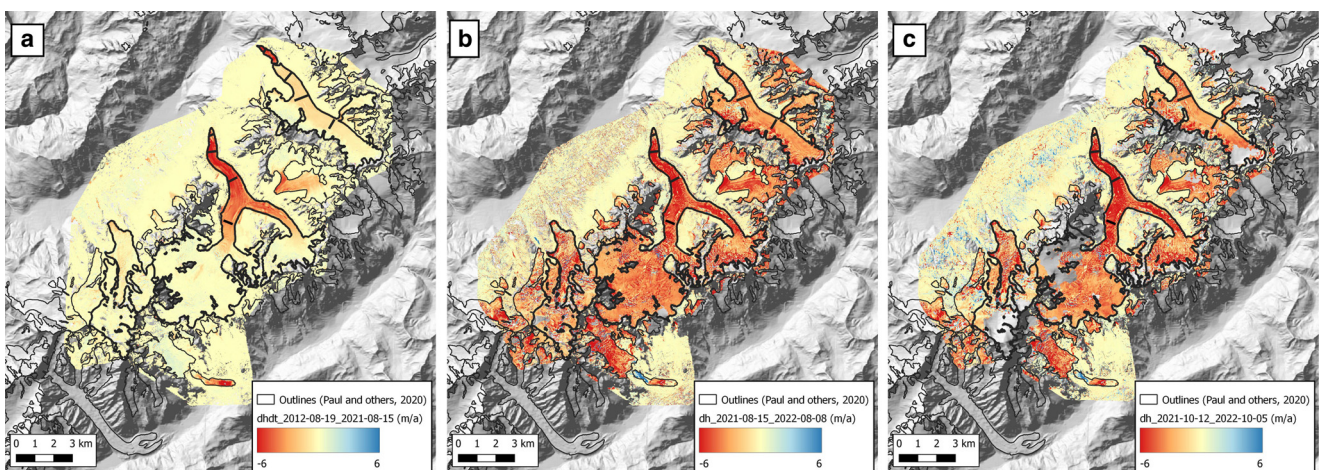 a
Outlines (Paul and others, 2020)
dhdt_2012-08-19_2021-08-15 (m/a)
-6 6
0 1 2 3 km
b
Outlines (Paul and others, 2020)
dh_2021-08-15_2022-08-08 (m/a)
-6 6
0 1 2 3 km
c
Outlines (Paul and others, 2020)
dh_2021-10-12_2022-10-05 (m/a)
-6 6
0 1 2 3 km